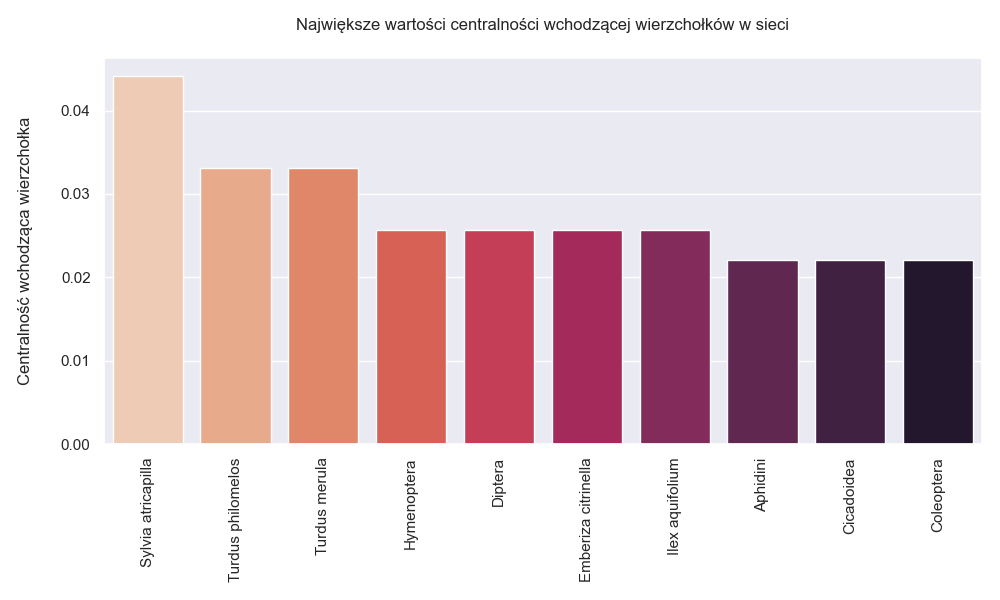 Największe wartości centralności wchodzącej wierzchołków w sieci
Centralność wchodząca wierzchołka
0.04
0.03
0.02
0.01
0.00
Sylvia atricapilla
Turdus philomelos
Turdus merula
Hymenoptera
Diptera
Emberiza citrinella
Ilex aquifolium
Aphidini
Cicadoidea
Coleoptera